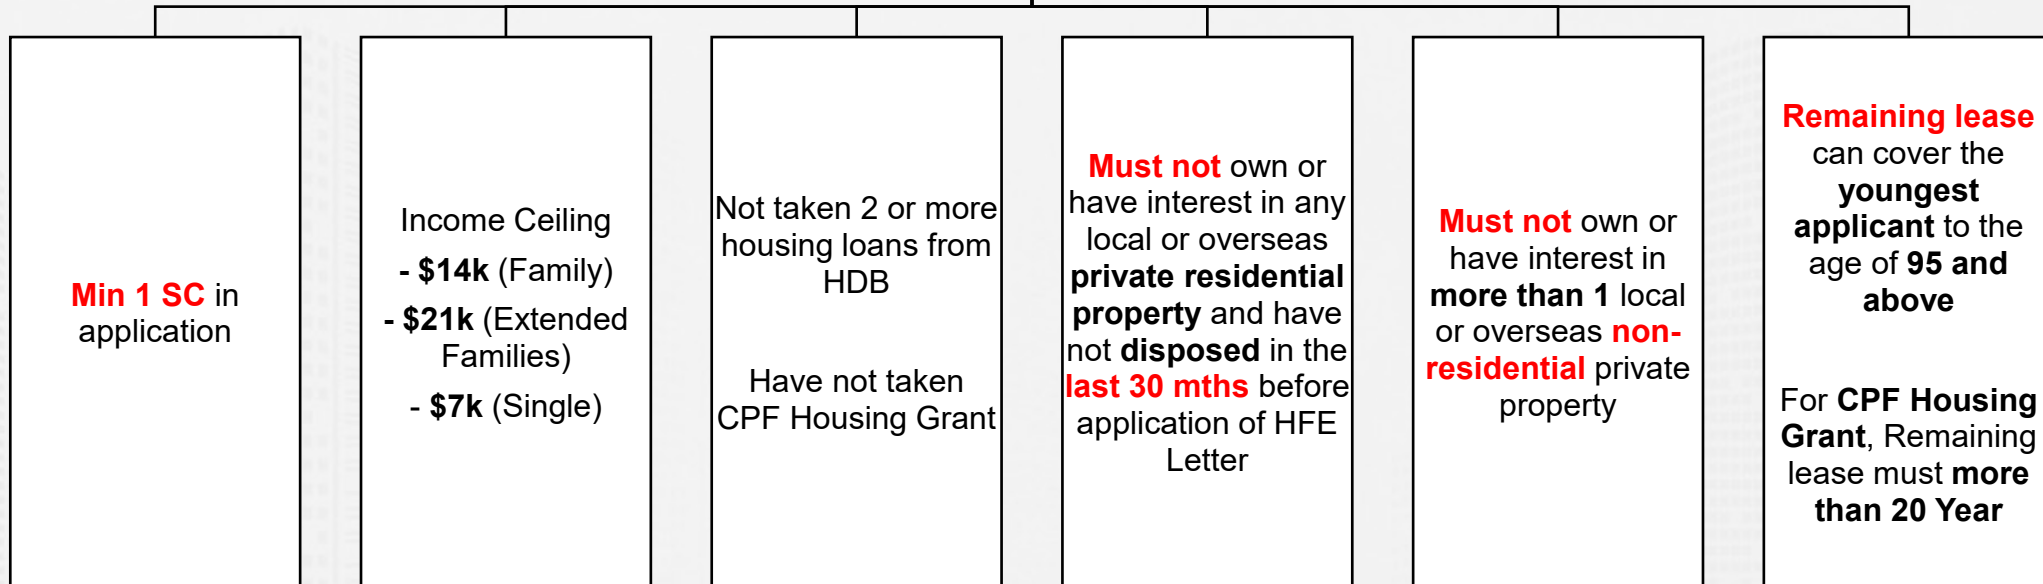 Min 1 SC in
application
Income Ceiling
- $14k (Family)
- $21k (Extended
Families)
- $7k (Single)
Not taken 2 or more
housing loans from
HDB
Have not taken
CPF Housing Grant
Must not own or
have interest in any
local or overseas
private residential
property and have
not disposed in the
last 30 mths before
application of HFE
Letter
Must not own or
have interest in
more than 1 local
or overseas non-
residential private
property
Remaining lease
can cover the
youngest
applicant to the
age of 95 and
above
For CPF Housing
Grant, Remaining
lease must more
than 20 Year